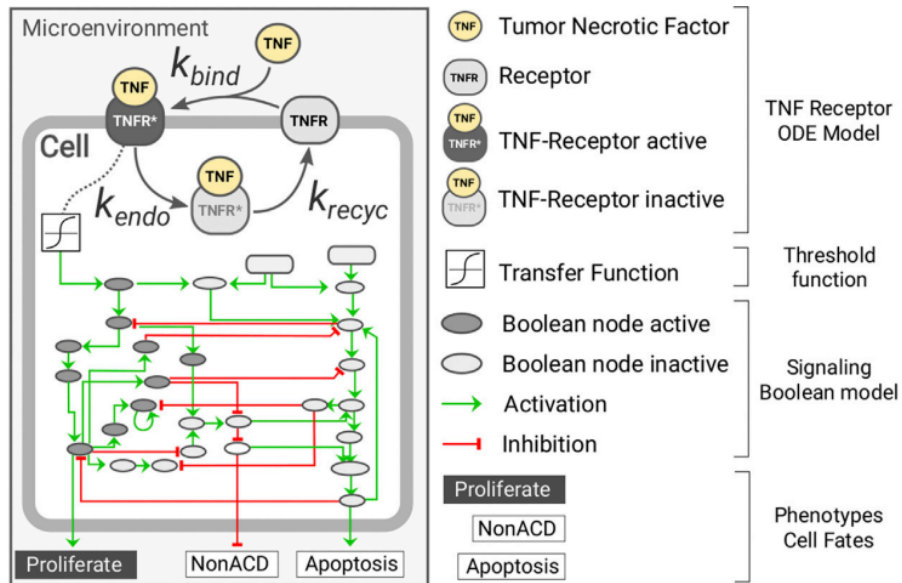 Microenvironment
TNF
k_bind
TNF
TNFR*
TNFR
Cell
TNF
TNFR*
k_endo
k_recyc
Proliferate
NonACD
Apoptosis
TNF
Tumor Necrotic Factor
TNFR
Receptor
TNF
TNFR*
TNF-Receptor active
TNF
TNFR*
TNF-Receptor inactive
TNF Receptor
ODE Model
Transfer Function
Threshold
function
Boolean node active
Boolean node inactive
Activation
Inhibition
Signaling
Boolean model
Proliferate
NonACD
Apoptosis
Phenotypes
Cell Fates